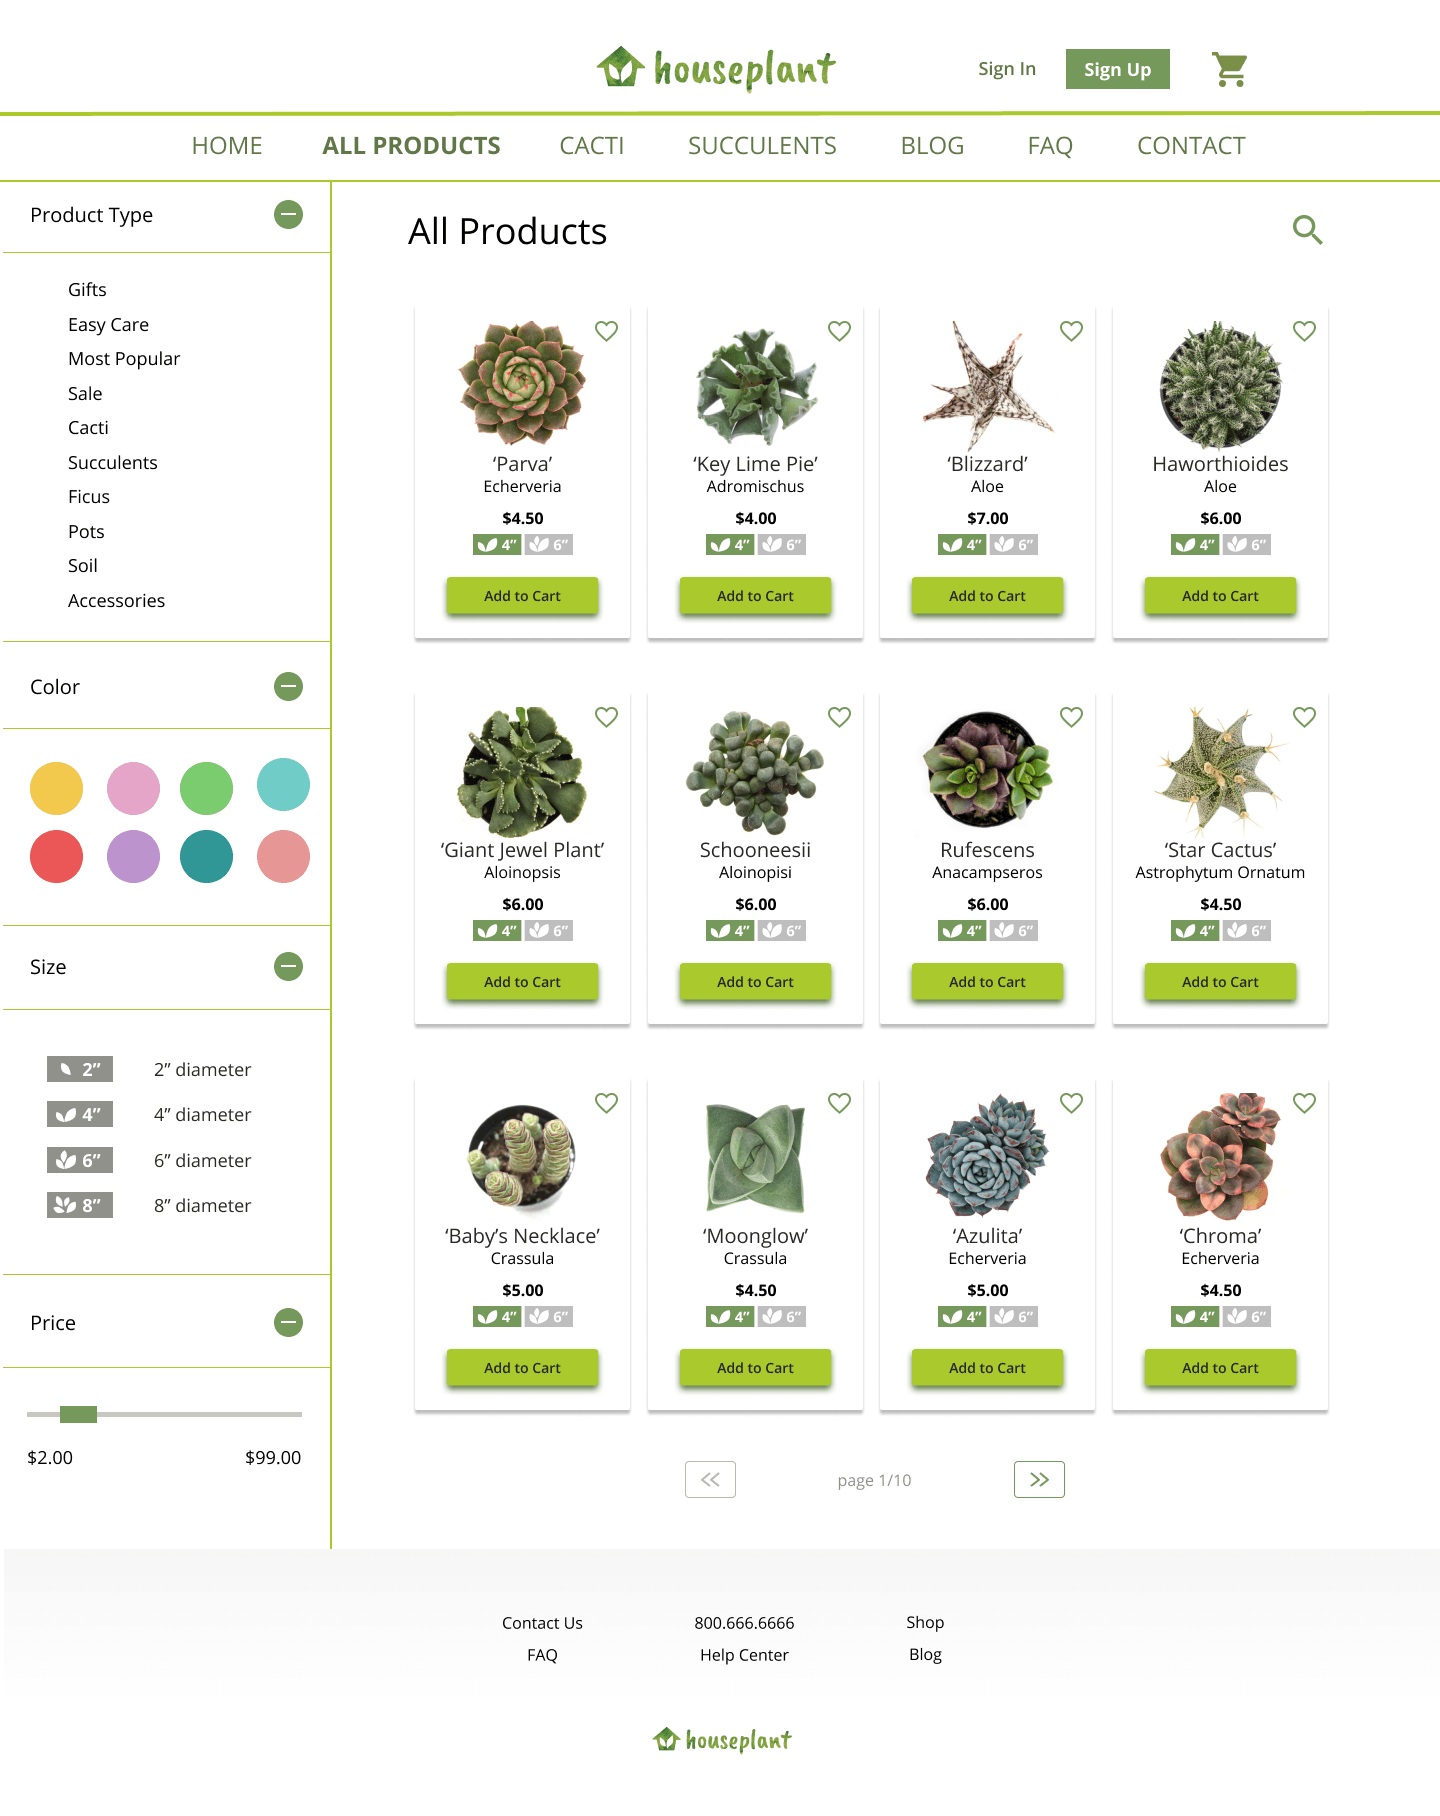 houseplant
Sign In
Sign Up
HOME
ALL PRODUCTS
CACTI
SUCCULENTS
BLOG
FAQ
CONTACT
Product Type
Gifts
Easy Care
Most Popular
Sale
Cacti
Succulents
Ficus
Pots
Soil
Accessories
Color
Size
2”
2” diameter
4”
4” diameter
6”
6” diameter
8”
8” diameter
Price
$2.00
$99.00
All Products
‘Parva’
Echerveria
$4.50
4” 6”
Add to Cart
‘Key Lime Pie’
Adromischus
$4.00
4” 6”
Add to Cart
‘Blizzard’
Aloe
$7.00
4” 6”
Add to Cart
Haworthioides
Aloe
$6.00
4” 6”
Add to Cart
‘Giant Jewel Plant’
Aloinopsis
$6.00
4” 6”
Add to Cart
Schooneesii
Aloinopisi
$6.00
4” 6”
Add to Cart
Rufescens
Anacampseros
$6.00
4” 6”
Add to Cart
‘Star Cactus’
Astrophytum Ornatum
$4.50
4” 6”
Add to Cart
‘Baby’s Necklace’
Crassula
$5.00
4” 6”
Add to Cart
‘Moonglow’
Crassula
$4.50
4” 6”
Add to Cart
‘Azulita’
Echerveria
$5.00
4” 6”
Add to Cart
‘Chroma’
Echerveria
$4.50
4” 6”
Add to Cart
page 1/10
Contact Us
FAQ
800.666.6666
Help Center
Shop
Blog
houseplant